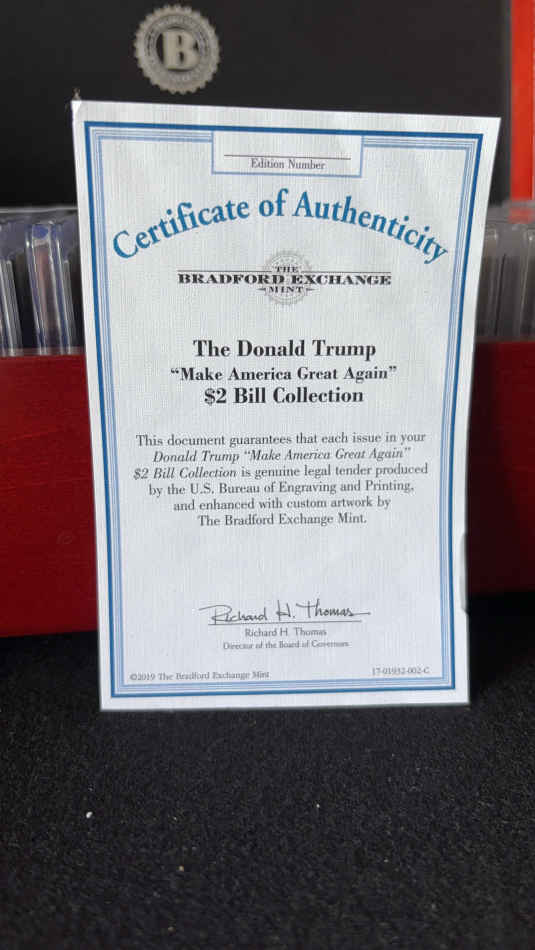 B
Edition Number
Certificate of Authenticity
THE
BRADFORD EXCHANGE
MINT
The Donald Trump
“Make America Great Again”
$2 Bill Collection
This document guarantees that each issue in your
Donald Trump “Make America Great Again”
$2 Bill Collection is genuine legal tender produced
by the U.S. Bureau of Engraving and Printing,
and enhanced with custom artwork by
The Bradford Exchange Mint.
Richard H. Thomas
Richard H. Thomas
Director of the Board of Governors
©2019 The Bradford Exchange Mint
17-01932-002-C